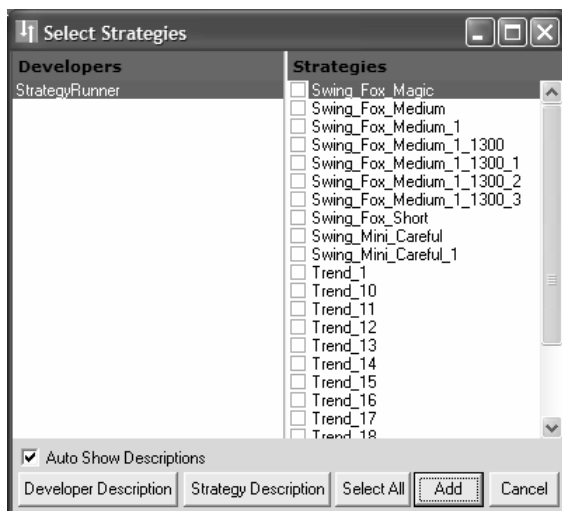 Select Strategies
Developers
Strategies
StrategyRunner
Swing_Fox_Magic
Swing_Fox_Medium
Swing_Fox_Medium_1
Swing_Fox_Medium_1_1300
Swing_Fox_Medium_1_1300_1
Swing_Fox_Medium_1_1300_2
Swing_Fox_Medium_1_1300_3
Swing_Fox_Short
Swing_Mini_Careful
Swing_Mini_Careful_1
Trend_1
Trend_10
Trend_11
Trend_12
Trend_13
Trend_14
Trend_15
Trend_16
Trend_17
Trend_18
Auto Show Descriptions
Developer Description Strategy Description Select All Add Cancel